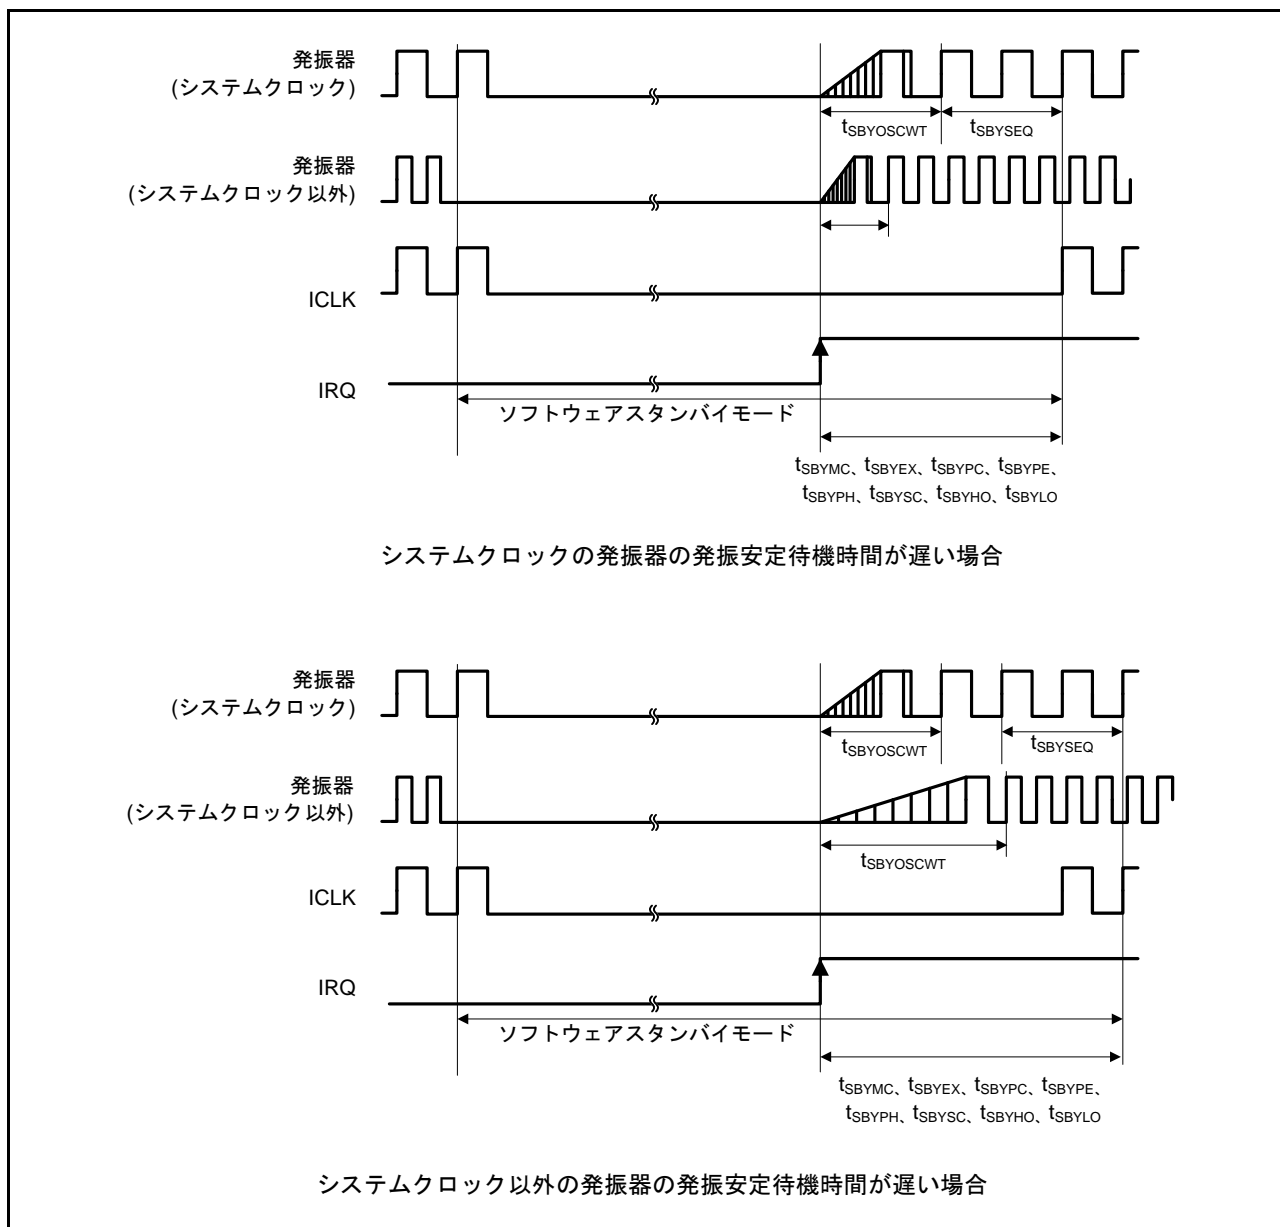 発振器
(システムクロック)
tSBYOSCWT
tSBYSEQ
発振器
(システムクロック以外)
ICLK
IRQ
ソフトウェアスタンバイモード
tSBYMC、tSBYEX、tSBYPC、tSBYPE、
tSBYPH、tSBYSC、tSBYHO、tSBYLO
システムクロックの発振器の発振安定待機時間が遅い場合
発振器
(システムクロック)
tSBYOSCWT
tSBYSEQ
発振器
(システムクロック以外)
tSBYOSCWT
ICLK
IRQ
ソフトウェアスタンバイモード
tSBYMC、tSBYEX、tSBYPC、tSBYPE、
tSBYPH、tSBYSC、tSBYHO、tSBYLO
システムクロック以外の発振器の発振安定待機時間が遅い場合